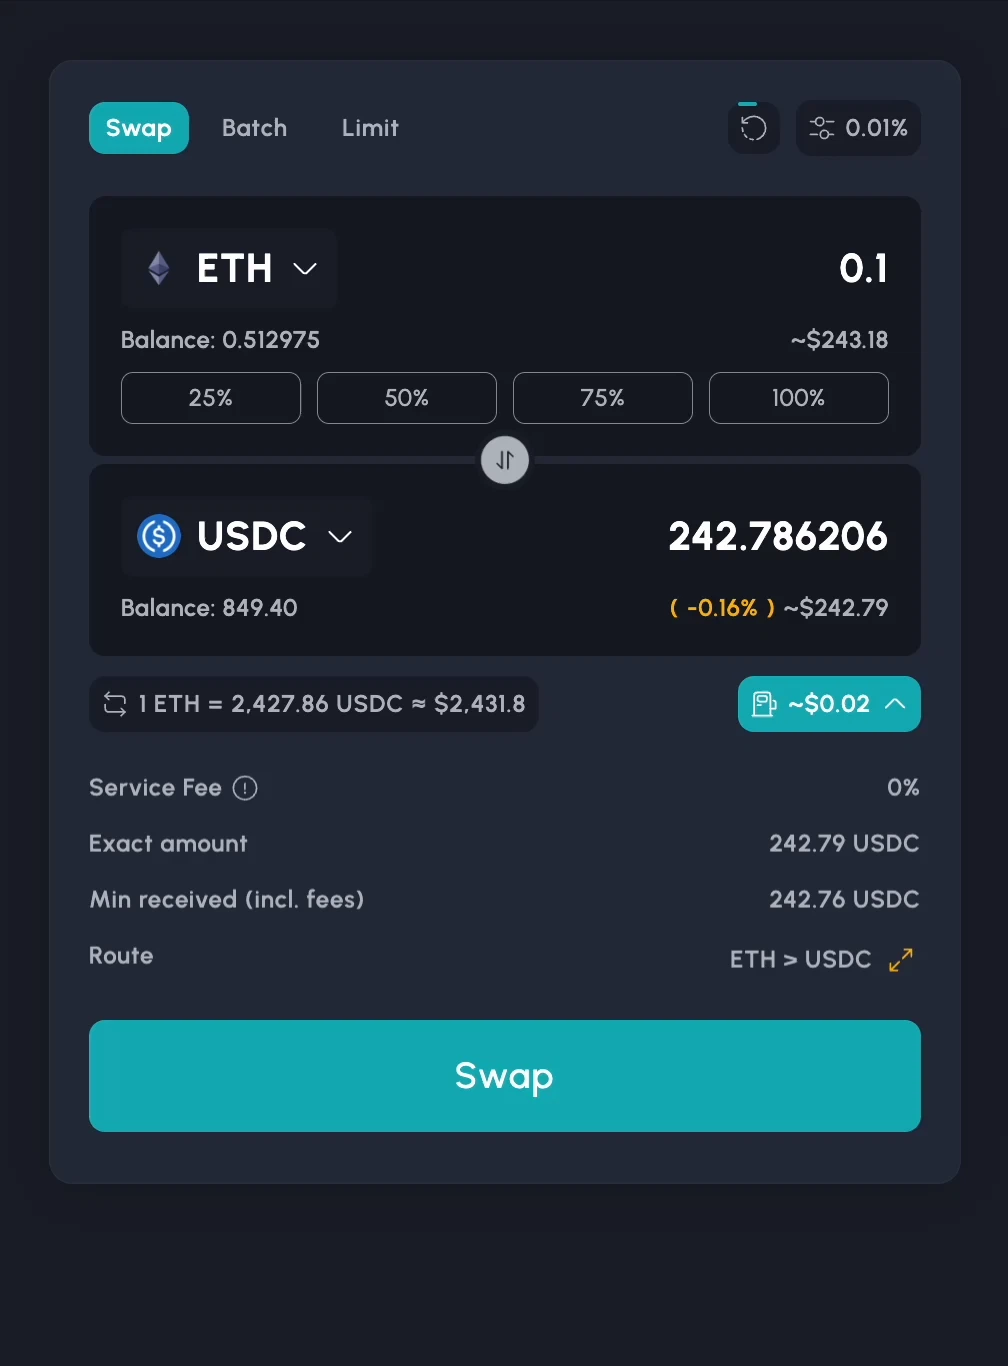 Swap Batch Limit 0.01%
ETH 0.1
Balance: 0.512975 ~$243.18
25% 50% 75% 100%
USDC 242.786206
Balance: 849.40 ( -0.16% ) ~$242.79
1 ETH = 2,427.86 USDC ≈ $2,431.8 ~$0.02
Service Fee 0%
Exact amount 242.79 USDC
Min received (incl. fees) 242.76 USDC
Route ETH > USDC
Swap